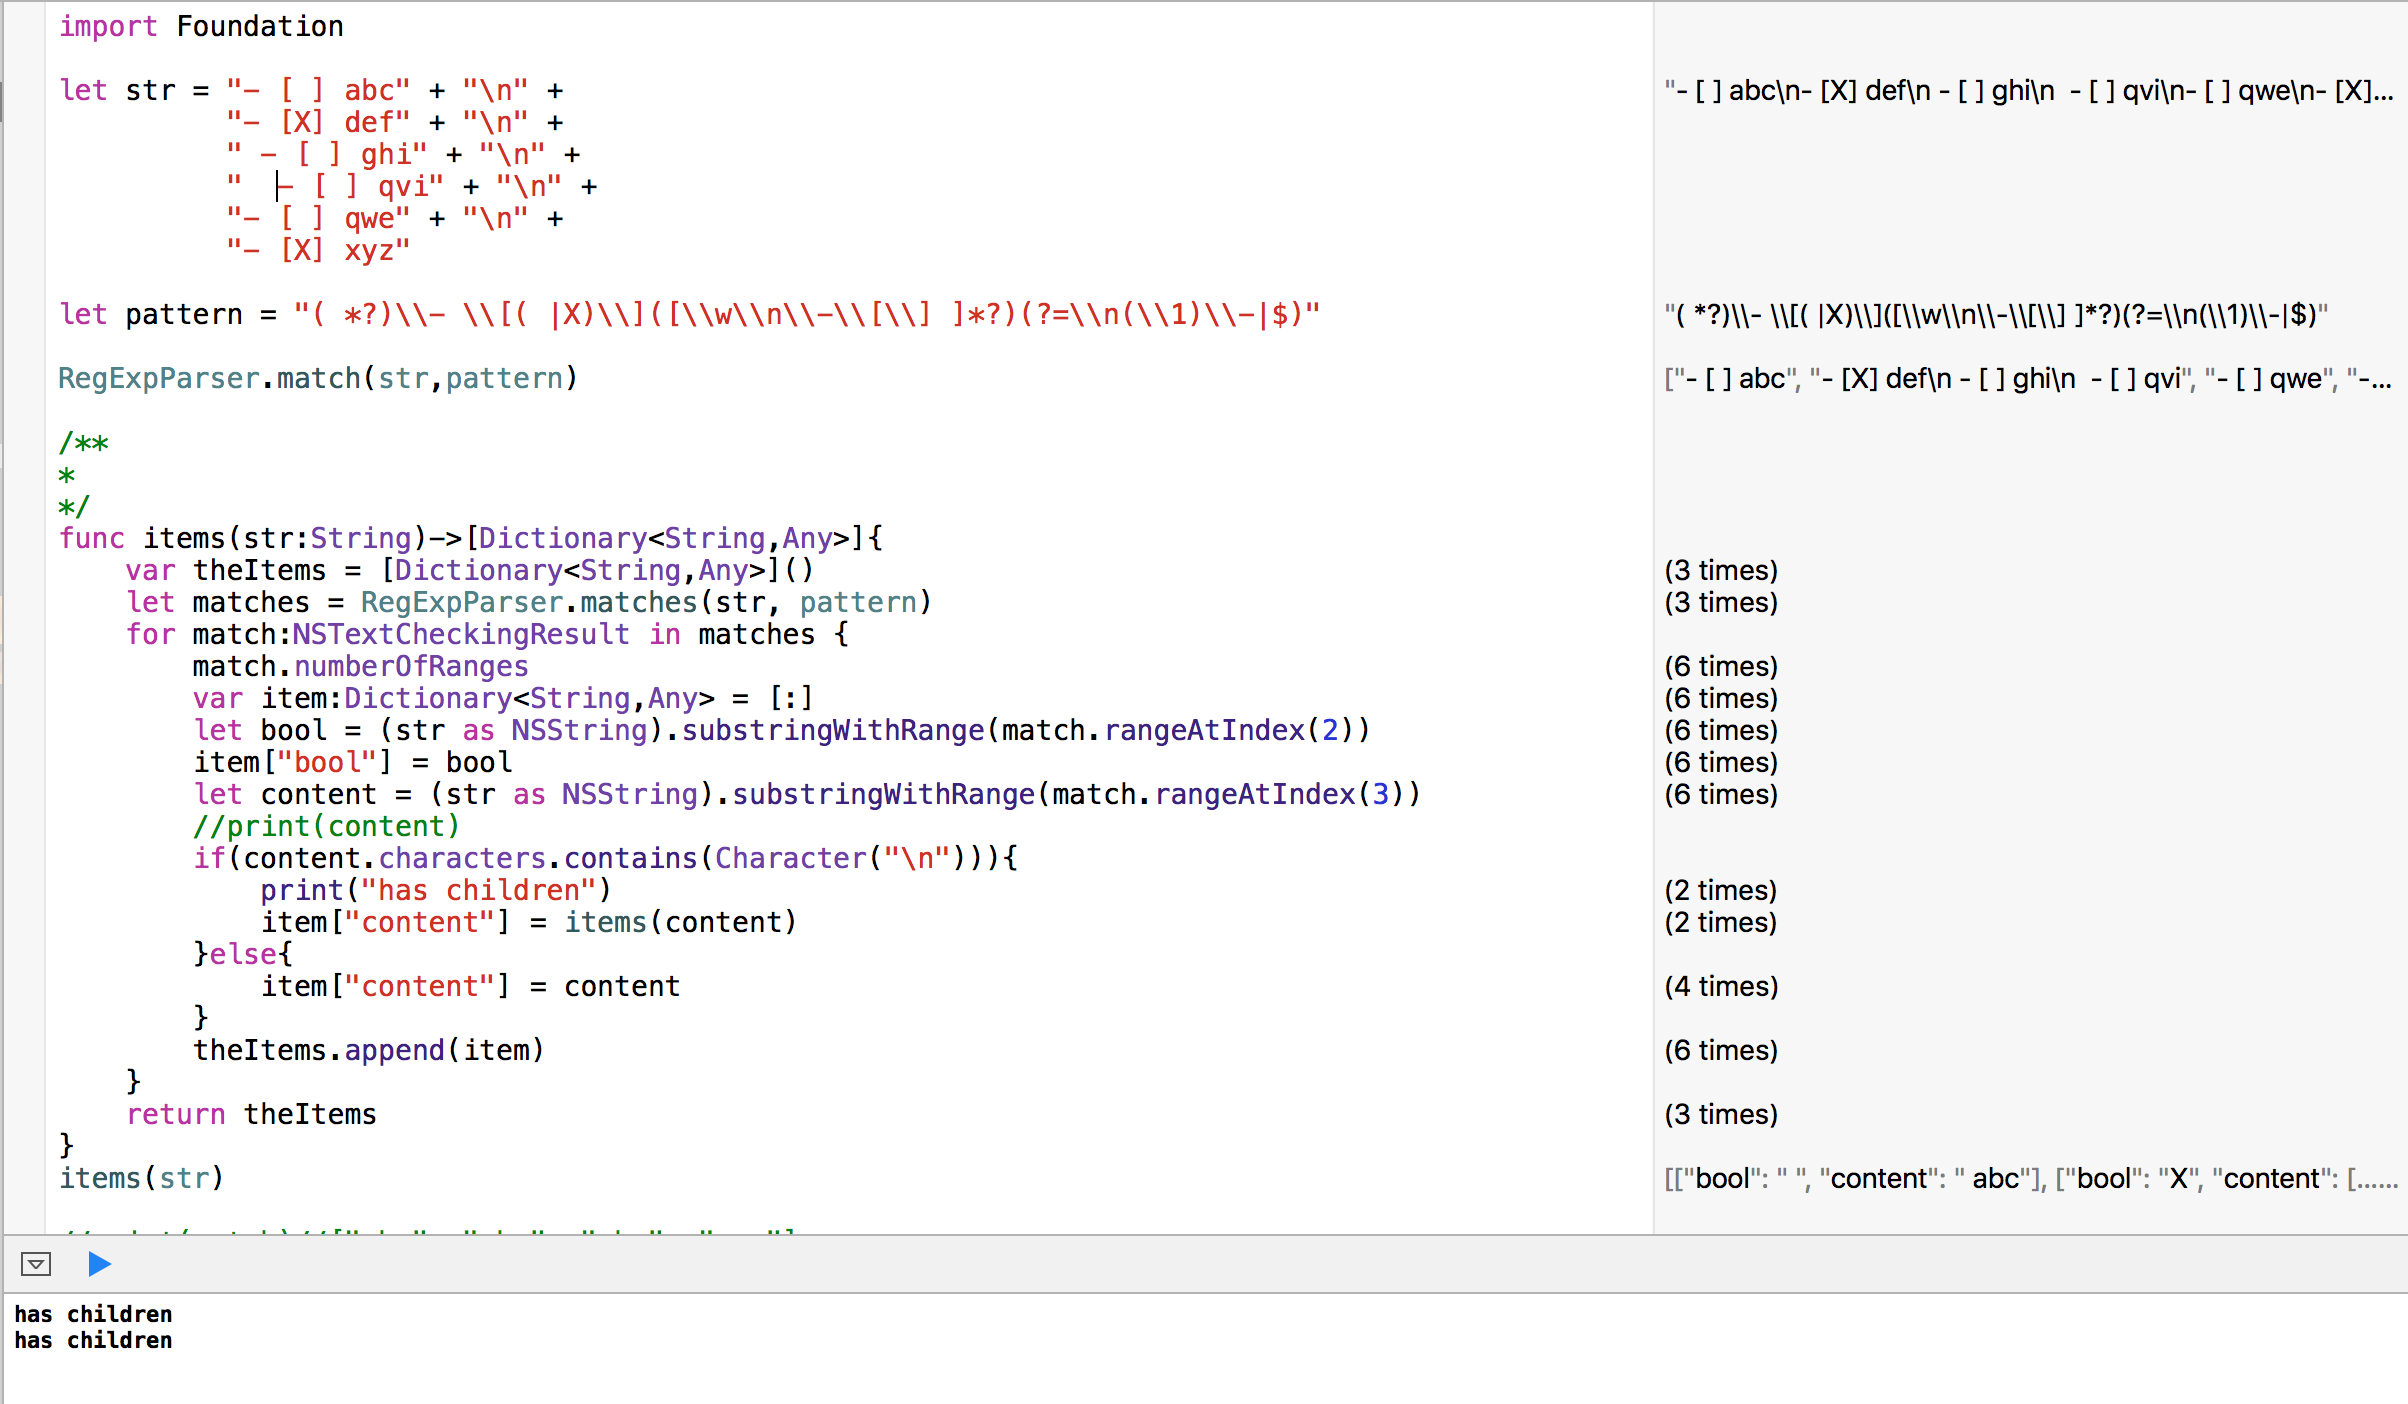 import Foundation
let str = "- [ ] abc" + "\n" +
"- [X] def" + "\n" +
" - [ ] ghi" + "\n" +
"  - [ ] qvi" + "\n" +
"- [ ] qwe" + "\n" +
"- [X] xyz"
"- [ ] abc\n- [X] def\n - [ ] ghi\n  - [ ] qvi\n- [ ] qwe\n- [X]...
let pattern = "( *?)\\- \\[( |X)\\]([\\w\\n\\-\\[\\] ]*?)(?=\\n(\\1)\\-|$)"
"( *?)\\- \\[( |X)\\]([\\w\\n\\-\\[\\] ]*?)(?=\\n(\\1)\\-|$)"
RegExpParser.match(str,pattern)
["- [ ] abc", "- [X] def\n - [ ] ghi\n  - [ ] qvi", "- [ ] qwe", "-...
/**
*
*/
func items(str:String)->[Dictionary<String,Any>]{
var theItems = [Dictionary<String,Any>]()
(3 times)
let matches = RegExpParser.matches(str, pattern)
(3 times)
for match:NSTextCheckingResult in matches {
match.numberOfRanges
(6 times)
var item:Dictionary<String,Any> = [:]
(6 times)
let bool = (str as NSString).substringWithRange(match.rangeAtIndex(2))
(6 times)
item["bool"] = bool
(6 times)
let content = (str as NSString).substringWithRange(match.rangeAtIndex(3))
(6 times)
//print(content)
if(content.characters.contains(Character("\n"))){
print("has children")
(2 times)
item["content"] = items(content)
(2 times)
}else{
item["content"] = content
(4 times)
}
theItems.append(item)
(6 times)
}
return theItems
(3 times)
}
items(str)
[["bool": " ", "content": " abc"], ["bool": "X", "content": [......
has children
has children